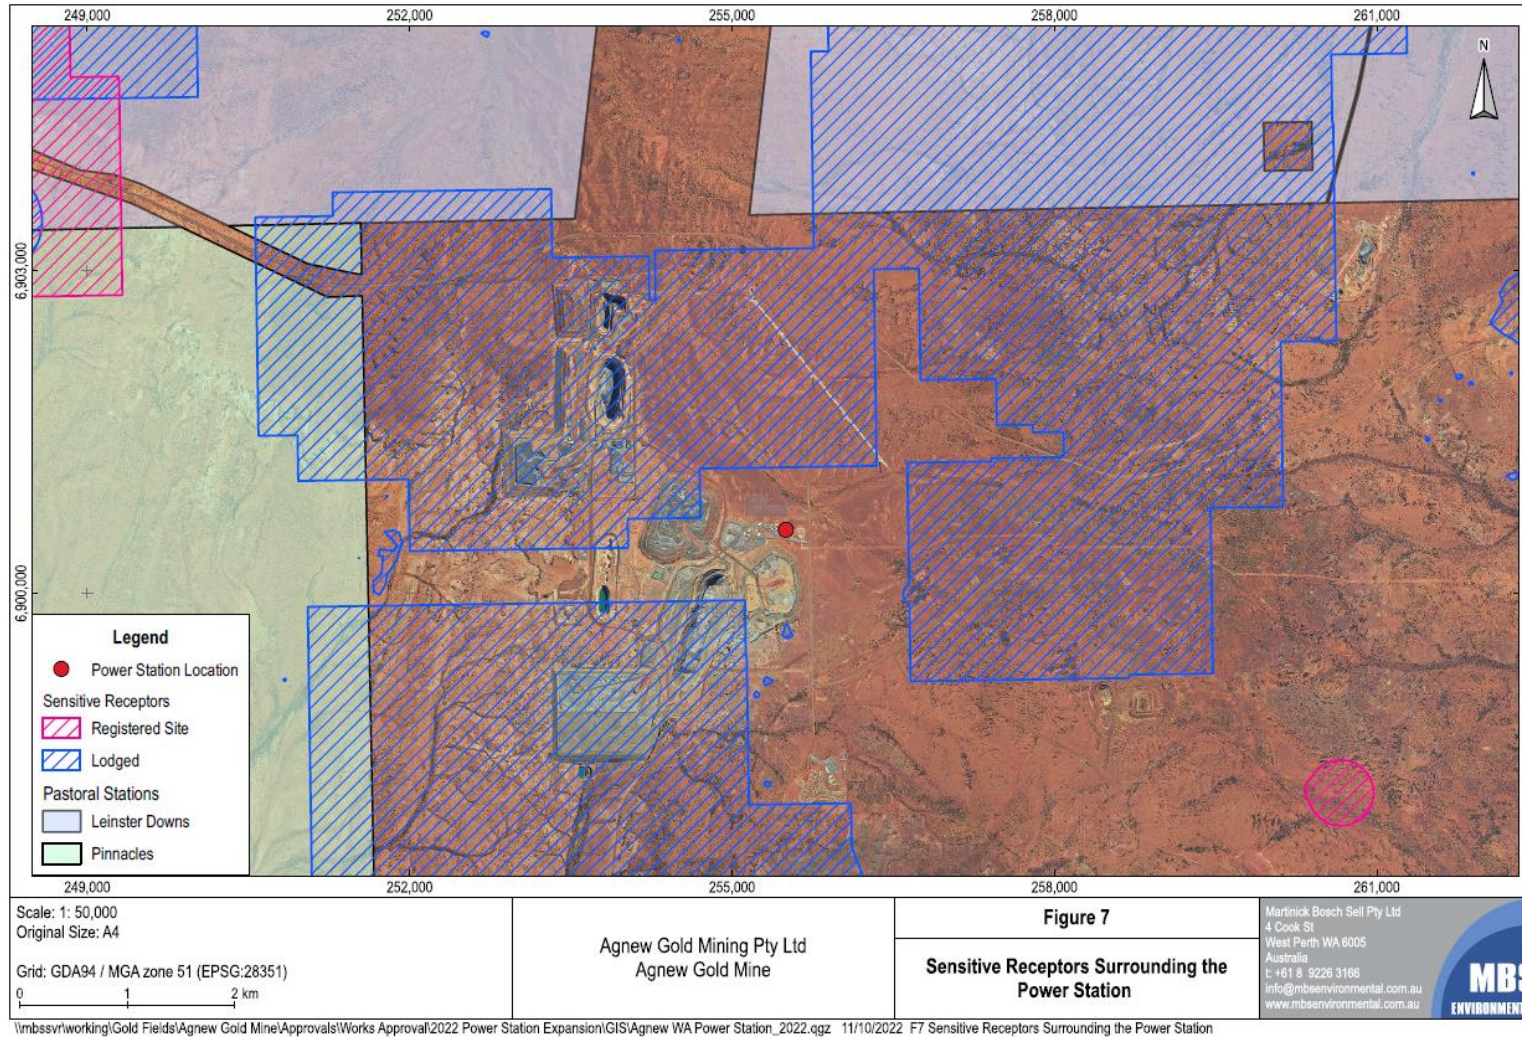 249,000
252,000
255,000
258,000
261,000
N
6,903,000
6,900,000
Legend
Power Station Location
Sensitive Receptors
Registered Site
Lodged
Pastoral Stations
Leinster Downs
Pinnacles
249,000
252,000
255,000
258,000
261,000
Scale: 1: 50,000
Original Size: A4
Grid: GDA94 / MGA zone 51 (EPSG:28351)
0 1 2 km
Agnew Gold Mining Pty Ltd
Agnew Gold Mine
Figure 7
Sensitive Receptors Surrounding the
Power Station
Martinick Bosch Sell Pty Ltd
4 Cook St
West Perth WA 6005
Australia
t: +61 8 9226 3166
info@mbsenvironmental.com.au
www.mbsenvironmental.com.au
MBS
ENVIRONMEN
\\mbssvr\working\Gold Fields\Agnew Gold Mine\Approvals\Works Approval\2022 Power Station Expansion\GIS\Agnew WA Power Station_2022.qgz 11/10/2022 F7 Sensitive Receptors Surrounding the Power Station